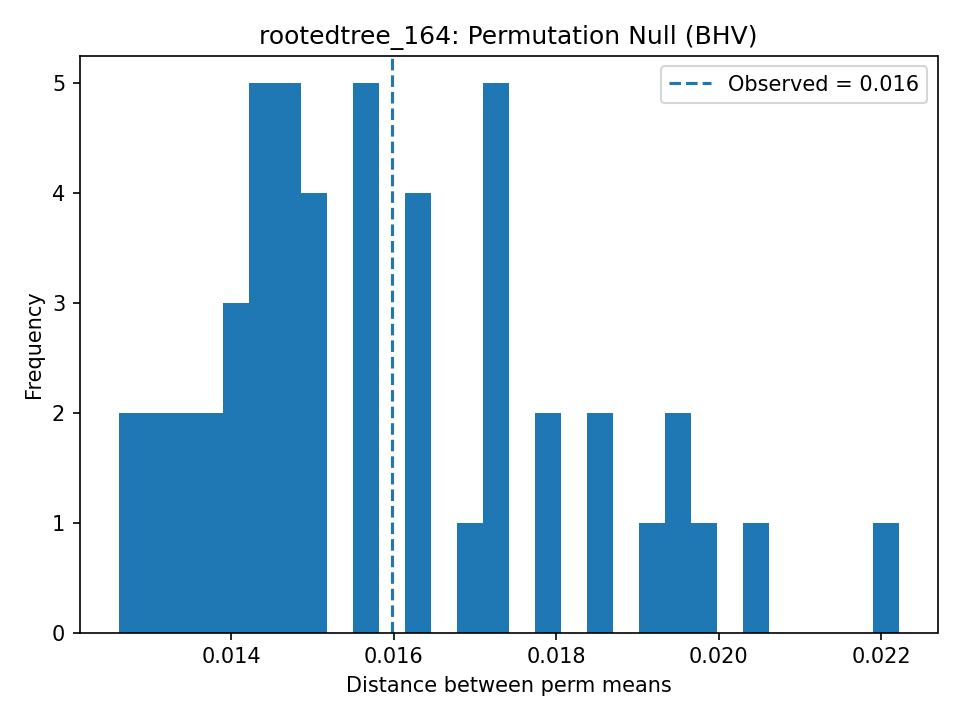 rootedtree_164: Permutation Null (BHV)
Observed = 0.016
5
4
3
2
1
0
Frequency
0.014 0.016 0.018 0.020 0.022
Distance between perm means